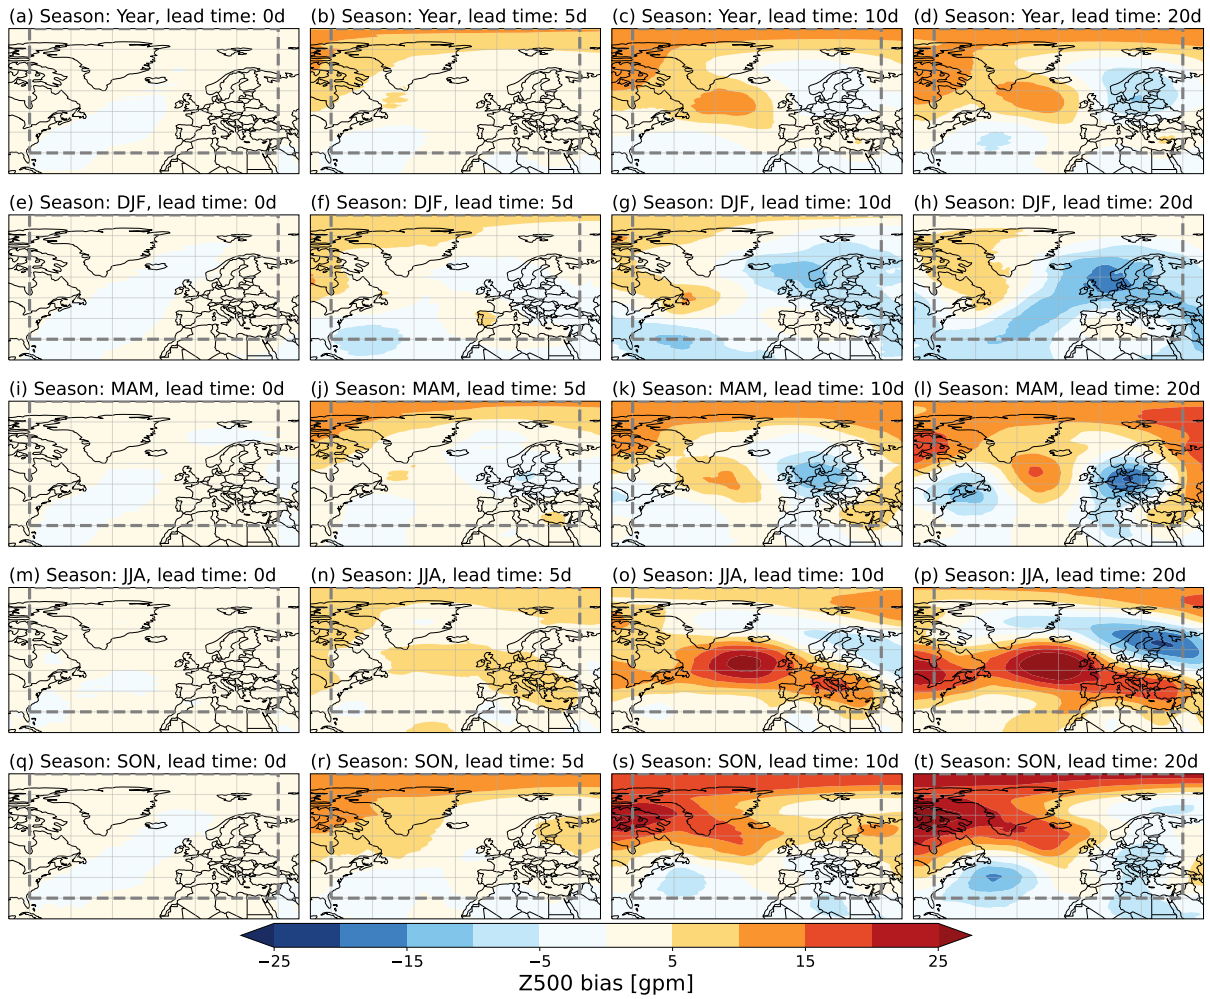 (a) Season: Year, lead time: 0d
(b) Season: Year, lead time: 5d
(c) Season: Year, lead time: 10d
(d) Season: Year, lead time: 20d
(e) Season: DJF, lead time: 0d
(f) Season: DJF, lead time: 5d
(g) Season: DJF, lead time: 10d
(h) Season: DJF, lead time: 20d
(i) Season: MAM, lead time: 0d
(j) Season: MAM, lead time: 5d
(k) Season: MAM, lead time: 10d
(l) Season: MAM, lead time: 20d
(m) Season: JJA, lead time: 0d
(n) Season: JJA, lead time: 5d
(o) Season: JJA, lead time: 10d
(p) Season: JJA, lead time: 20d
(q) Season: SON, lead time: 0d
(r) Season: SON, lead time: 5d
(s) Season: SON, lead time: 10d
(t) Season: SON, lead time: 20d
−25 −15 −5 5 15 25
Z500 bias [gpm]